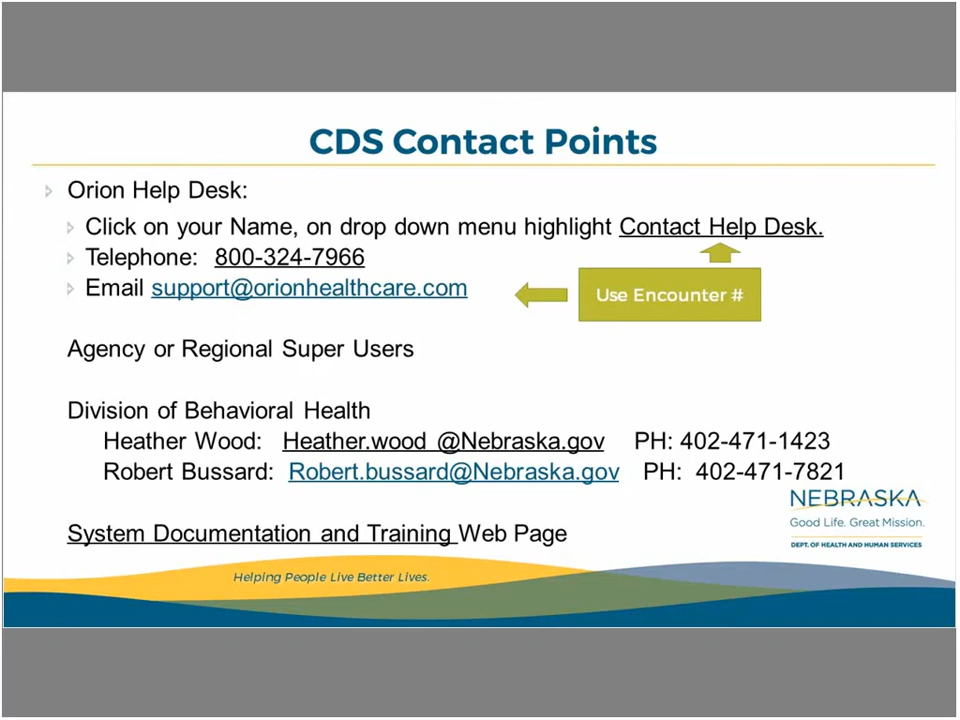 CDS Contact Points
Orion Help Desk:
Click on your Name, on drop down menu highlight Contact Help Desk.
Telephone: 800-324-7966
Email support@orionhealthcare.com
Use Encounter #
Agency or Regional Super Users
Division of Behavioral Health
Heather Wood: Heather.wood @Nebraska.gov PH: 402-471-1423
Robert Bussard: Robert.bussard@Nebraska.gov PH: 402-471-7821
NEBRASKA
Good Life. Great Mission.
DEPT. OF HEALTH AND HUMAN SERVICES
System Documentation and Training Web Page
Helping People Live Better Lives.